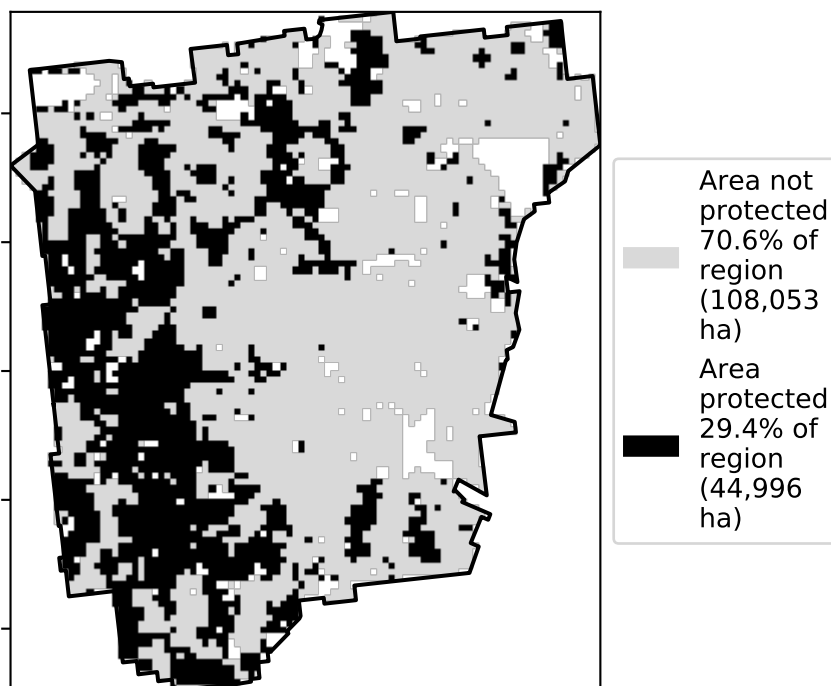 Area not
protected
70.6% of
region
(108,053
ha)
Area
protected
29.4% of
region
(44,996
ha)